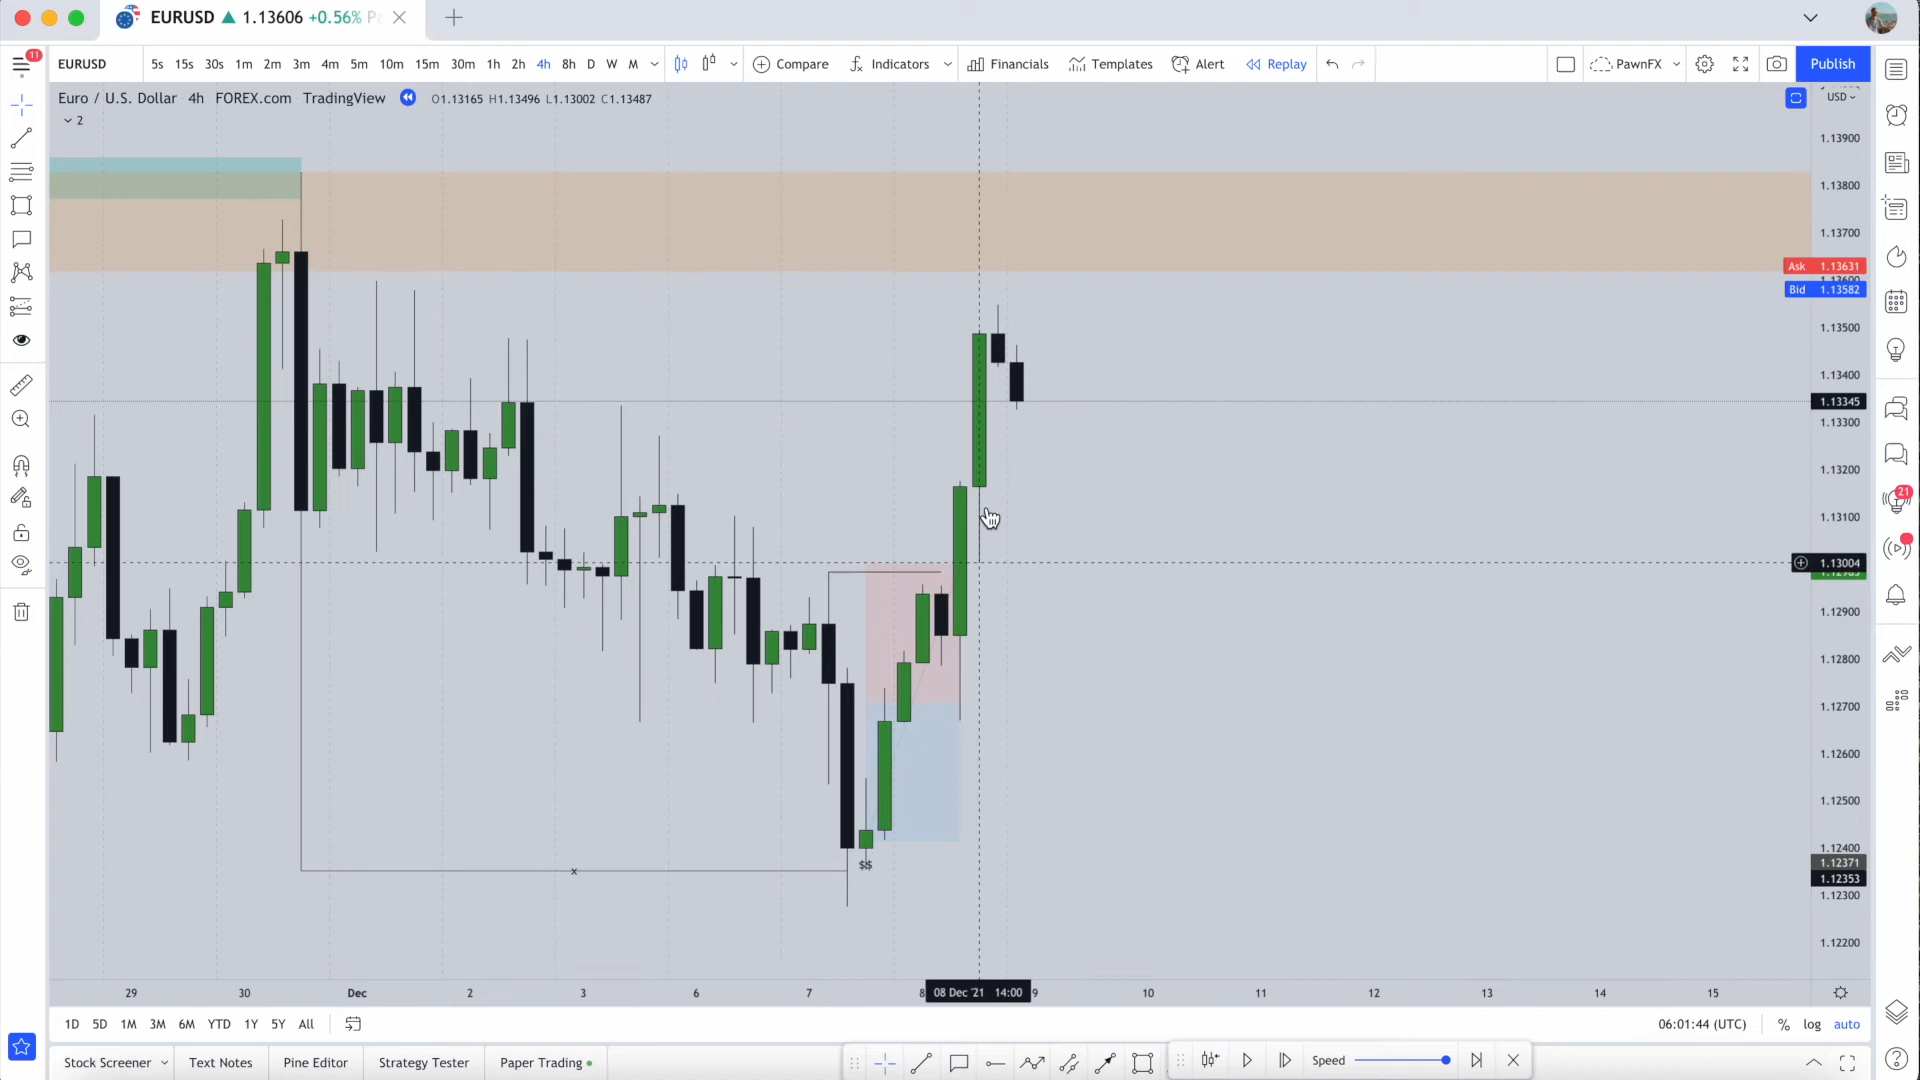 EURUSD ▲ 1.13606 +0.56% Pa
11
EURUSD 5s 15s 30s 1m 2m 3m 4m 5m 10m 15m 30m 1h 2h 4h 8h D W M Compare Indicators Financials Templates Alert Replay PawnFX Publish
Euro / U.S. Dollar 4h FOREX.com TradingView O1.13165 H1.13496 L1.13002 C1.13487
USD
2
1.13900
1.13800
1.13700
Ask 1.13631
1.13600
Bid 1.13582
1.13500
1.13400
1.13345
1.13300
1.13200
21
1.13100
1.13004
1.12900
1.12800
1.12700
1.12600
1.12500
1.12400
$$
1.12371
x
1.12353
1.12300
1.12200
29 30 Dec 2 3 6 7 8 08 Dec '21 14:00 9 10 11 12 13 14 15
1D 5D 1M 3M 6M YTD 1Y 5Y All 06:01:44 (UTC) % log auto
Stock Screener Text Notes Pine Editor Strategy Tester Paper Trading Speed